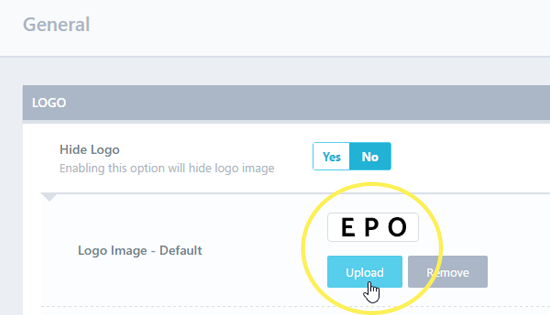 General
LOGO
Hide Logo
Yes No
Enabling this option will hide logo image
E P O
Logo Image - Default
Upload Remove